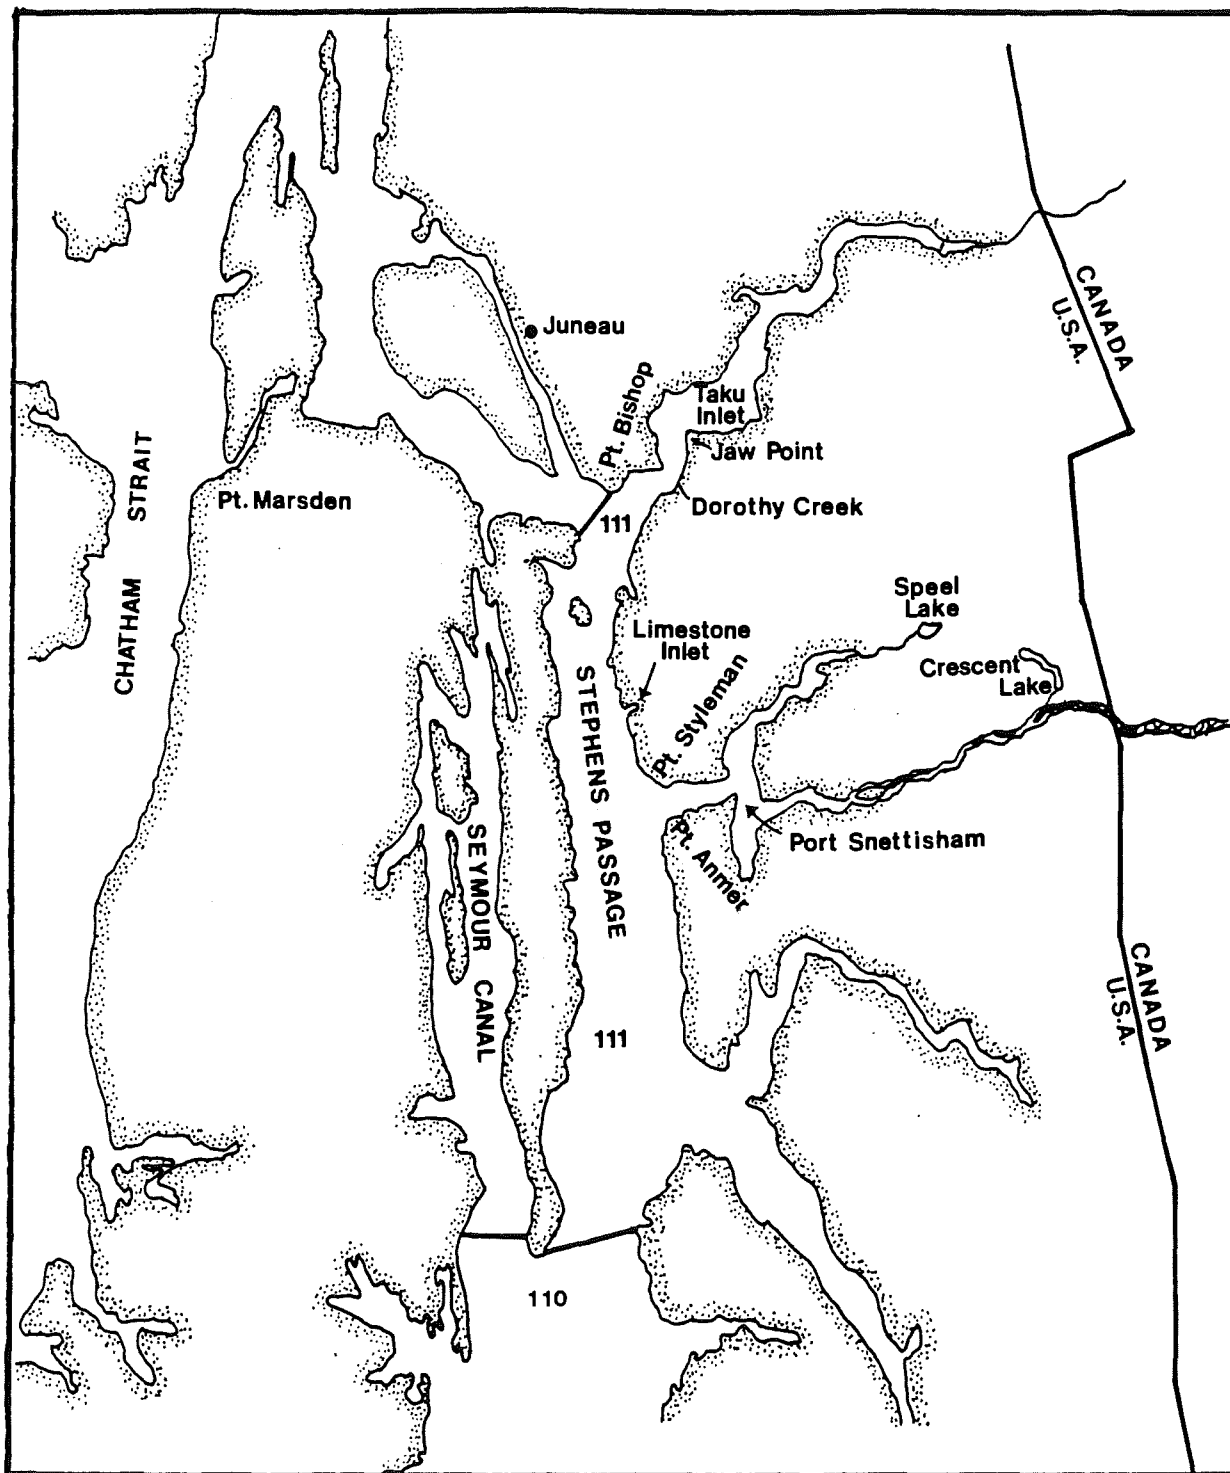 CANADA
U.S.A.
Juneau
Pt. Bishop
Taku
Inlet
Jaw Point
Pt. Marsden
Dorothy Creek
111
CHATHAM STRAIT
Speel
Lake
Limestone
Inlet
Crescent
Lake
Pt. Styleman
STEPHENS PASSAGE
Port Snettisham
Pt. Anmer
SEYMOUR CANAL
111
CANADA
U.S.A.
110